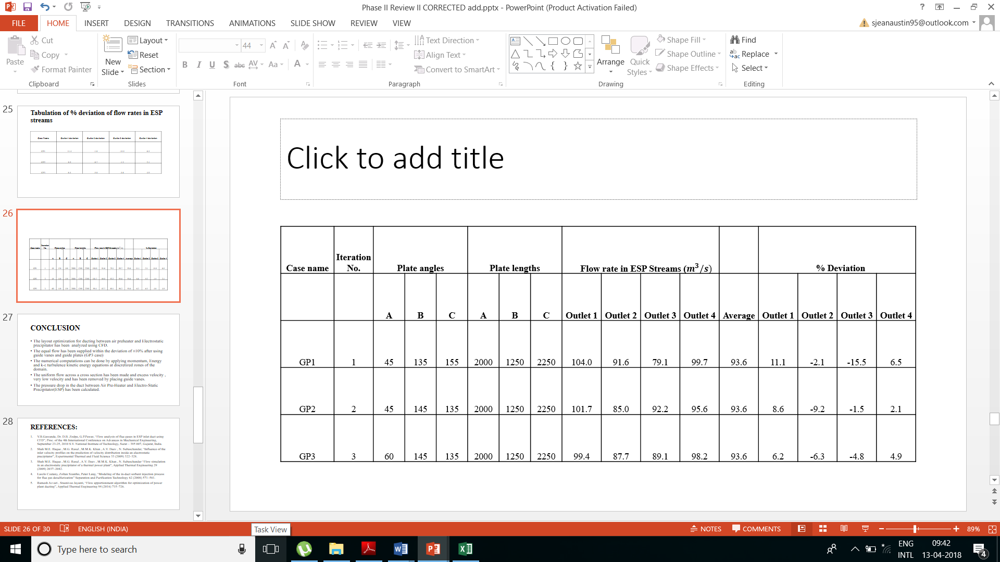 Phase II Review II CORRECTED add.pptx - PowerPoint (Product Activation Failed)
FILE HOME INSERT DESIGN TRANSITIONS ANIMATIONS SLIDE SHOW REVIEW VIEW sjeanaustin95@outlook.com
Paste
Cut
Copy
Format Painter
Clipboard
New Slide
Layout
Reset
Section
Slides
44
B I U S abc AV Aa A
Font
Text Direction
Align Text
Convert to SmartArt
Paragraph
Arrange
Quick Styles
Shape Fill
Shape Outline
Shape Effects
Drawing
Find
Replace
Select
Editing
25
Tabulation of % deviation of flow rates in ESP
streams
26
27
CONCLUSION
• The layout optimization for ducting between air preheater and Electrostatic
precipitator has been analyzed using CFD.
• The equal flow has been supplied within the deviation of ±10% after using
guide vanes and guide plates (GP3 case)
• The numerical computations can be done by applying momentum, Energy
and k-ε turbulence kinetic energy equations at discretized zones of the
domain.
• The uniform flow across a cross section has been made and excess velocity ,
very low velocity and has been removed by placing guide vanes.
• The pressure drop in the duct between Air Pre-Heater and Electro-Static
Precipitator(ESP) has been calculated.
28
REFERENCES:
1. V.B.Gawande, Dr. D.B. Zodpe, G.P.Pawar, "Flow analysis of flue gases in ESP inlet duct using
CFD", Proc. of the 4th International Conference on Advances in Mechanical Engineering,
September 23-25, 2010 S.V. National Institute of Technology, Surat – 395 007, Gujarat, India.
2. Shah M.E. Haque , M.G. Rasul , M.M.K. Khan , A.V. Deev , N. Subaschandar, "Influence of the
inlet velocity profiles on the prediction of velocity distribution inside an electrostatic
precipitator", Experimental Thermal and Fluid Science 33 (2009) 322–328.
3. Shah M.E. Haque , M.G. Rasul , A.V. Deev , M.M.K. Khan , N. Subaschandar "Flow simulation
in an electrostatic precipitator of a thermal power plant", Applied Thermal Engineering 29
(2009) 2037–2042.
4. Laszlo Czetany, Zoltan Szantho, Peter Lang, "Modeling of the in-duct sorbent injection process
for flue gas desulfurization" Separation and Purification Technology 62 (2008) 571–581.
5. Ramesh Avvari , Sreenivas Jayanti, "Flow apportionment algorithm for optimization of power
plant ducting", Applied Thermal Engineering 94 (2016) 715–726.
Click to add title
Case name Iteration No. Plate angles Plate lengths Flow rate in ESP Streams (m³/s) % Deviation
A B C A B C Outlet 1 Outlet 2 Outlet 3 Outlet 4 Average Outlet 1 Outlet 2 Outlet 3 Outlet 4
GP1 1 45 135 155 2000 1250 2250 104.0 91.6 79.1 99.7 93.6 11.1 -2.1 -15.5 6.5
GP2 2 45 145 135 2000 1250 2250 101.7 85.0 92.2 95.6 93.6 8.6 -9.2 -1.5 2.1
GP3 3 60 145 135 2000 1250 2250 99.4 87.7 89.1 98.2 93.6 6.2 -6.3 -4.8 4.9
SLIDE 26 OF 30 ENGLISH (INDIA) NOTES COMMENTS 89%
Task View
Type here to search
ENG
INTL
09:42
13-04-2018
4